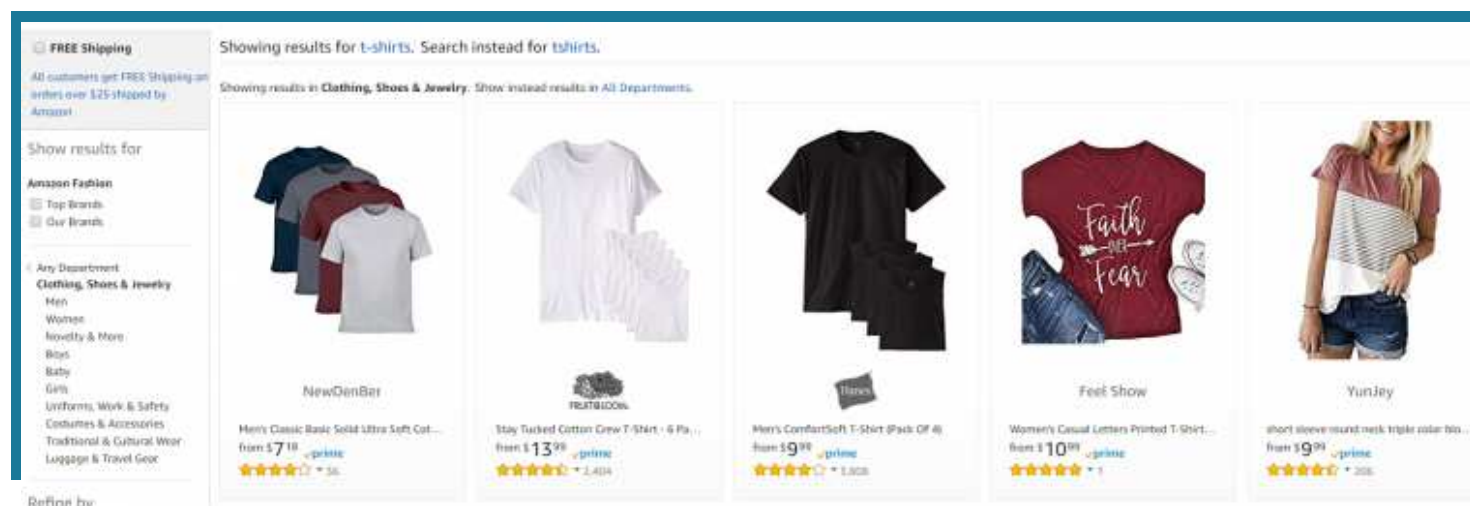 FREE Shipping
All customers get FREE Shipping on
orders over $25 shipped by
Amazon
Show results for
Amazon Fashion
Top Brands
Our Brands
Any Department
Clothing, Shoes & Jewelry
Men
Women
Novelty & More
Boys
Baby
Girls
Uniforms, Work & Safety
Costumes & Accessories
Traditional & Cultural Wear
Luggage & Travel Gear
Refine by
Showing results for t-shirts. Search instead for tshirts.
Showing results in Clothing, Shoes & Jewelry. Show instead results in All Departments.
NewDenBer
Men's Classic Basic Solid Ultra Soft Cot...
from $7
prime
56
FRUIT OF THE LOOM
Stay Tucked Cotton Crew T-Shirt - 6 Pa...
from $13 99
prime
2,404
Hanes
Men's ComfortSoft T-Shirt (Pack Of 4)
from $9 99
prime
Faith
OVER
Fear
Feel Show
Women's Casual Letters Printed T-Shirt...
from $10 99
prime
1
YunJey
short sleeve round neck triple color blo...
from $9 99
prime
206